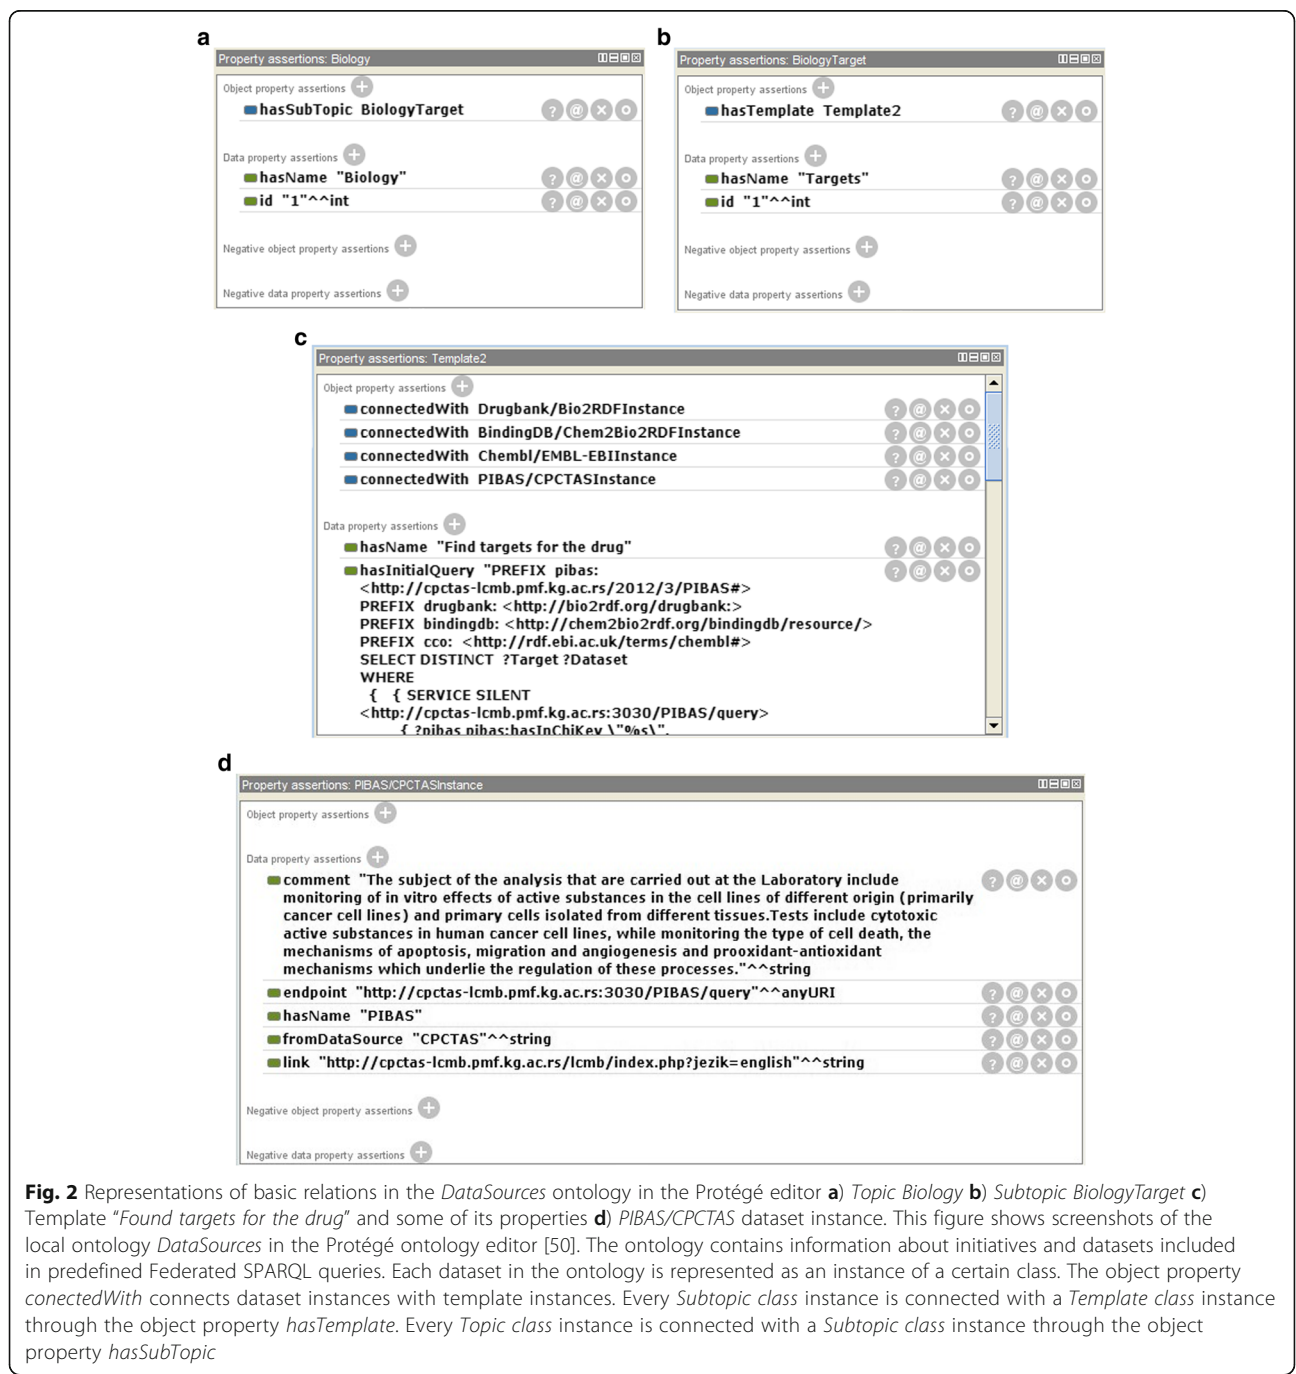 a
Property assertions: Biology
Object property assertions
hasSubTopic BiologyTarget
Data property assertions
hasName "Biology"
id "1"^^int
Negative object property assertions
Negative data property assertions
b
Property assertions: BiologyTarget
Object property assertions
hasTemplate Template2
Data property assertions
hasName "Targets"
id "1"^^int
Negative object property assertions
Negative data property assertions
c
Property assertions: Template2
Object property assertions
connectedWith Drugbank/Bio2RDFInstance
connectedWith BindingDB/Chem2Bio2RDFInstance
connectedWith Chembl/EMBL-EBIInstance
connectedWith PIBAS/CPCTASInstance
Data property assertions
hasName "Find targets for the drug"
hasInitialQuery "PREFIX pibas:
<http://cpctas-lcmb.pmf.kg.ac.rs/2012/3/PIBAS#>
PREFIX drugbank: <http://bio2rdf.org/drugbank:>
PREFIX bindingdb: <http://chem2bio2rdf.org/bindingdb/resource/>
PREFIX cco: <http://rdf.ebi.ac.uk/terms/chembl#>
SELECT DISTINCT ?Target ?Dataset
WHERE
{ { SERVICE SILENT
<http://cpctas-lcmb.pmf.kg.ac.rs:3030/PIBAS/query>
{ ?pibas pibas:hasInChiKey \"%s\".
d
Property assertions: PIBAS/CPCTASInstance
Object property assertions
Data property assertions
comment "The subject of the analysis that are carried out at the Laboratory include
monitoring of in vitro effects of active substances in the cell lines of different origin (primarily
cancer cell lines) and primary cells isolated from different tissues.Tests include cytotoxic
active substances in human cancer cell lines, while monitoring the type of cell death, the
mechanisms of apoptosis, migration and angiogenesis and prooxidant-antioxidant
mechanisms which underlie the regulation of these processes."^^string
endpoint "http://cpctas-lcmb.pmf.kg.ac.rs:3030/PIBAS/query"^^anyURI
hasName "PIBAS"
fromDataSource "CPCTAS"^^string
link "http://cpctas-lcmb.pmf.kg.ac.rs/lcmb/index.php?jezik=english"^^string
Negative object property assertions
Negative data property assertions
Fig. 2 Representations of basic relations in the DataSources ontology in the Protégé editor a) Topic Biology b) Subtopic BiologyTarget c)
Template "Found targets for the drug" and some of its properties d) PIBAS/CPCTAS dataset instance. This figure shows screenshots of the
local ontology DataSources in the Protégé ontology editor [50]. The ontology contains information about initiatives and datasets included
in predefined Federated SPARQL queries. Each dataset in the ontology is represented as an instance of a certain class. The object property
conectedWith connects dataset instances with template instances. Every Subtopic class instance is connected with a Template class instance
through the object property hasTemplate. Every Topic class instance is connected with a Subtopic class instance through the object
property hasSubTopic